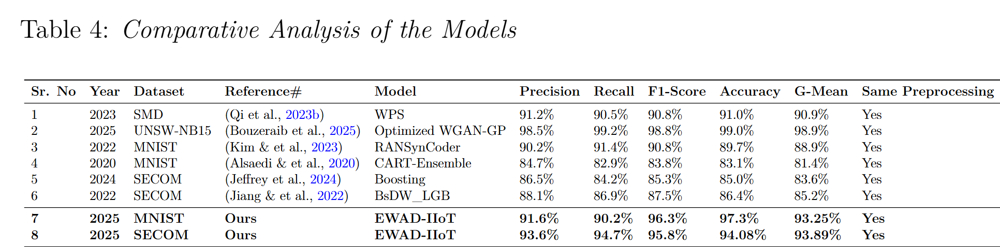 Table 4: Comparative Analysis of the Models
Sr. No Year Dataset Reference# Model Precision Recall F1-Score Accuracy G-Mean Same Preprocessing
1 2023 SMD (Qi et al., 2023b) WPS 91.2% 90.5% 90.8% 91.0% 90.9% Yes
2 2025 UNSW-NB15 (Bouzeraib et al., 2025) Optimized WGAN-GP 98.5% 99.2% 98.8% 99.0% 98.9% Yes
3 2022 MNIST (Kim & et al., 2023) RANSynCoder 90.2% 91.4% 90.8% 89.7% 88.9% Yes
4 2020 MNIST (Alsaedi & et al., 2020) CART-Ensemble 84.7% 82.9% 83.8% 83.1% 81.4% Yes
5 2024 SECOM (Jeffrey et al., 2024) Boosting 86.5% 84.2% 85.3% 85.0% 83.6% Yes
6 2022 SECOM (Jiang & et al., 2022) BsDW_LGB 88.1% 86.9% 87.5% 86.4% 85.2% Yes
7 2025 MNIST Ours EWAD-IIoT 91.6% 90.2% 96.3% 97.3% 93.25% Yes
8 2025 SECOM Ours EWAD-IIoT 93.6% 94.7% 95.8% 94.08% 93.89% Yes